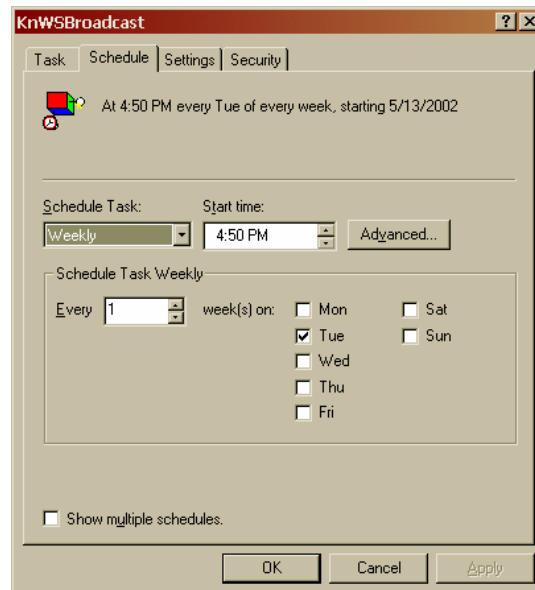 KnWSBroadcast
Task Schedule Settings Security
At 4:50 PM every Tue of every week, starting 5/13/2002
Schedule Task: Start time:
Weekly 4:50 PM Advanced...
Schedule Task Weekly
Every 1 week(s) on: Mon Sat
Tue Sun
Wed
Thu
Fri
Show multiple schedules.
OK Cancel Apply